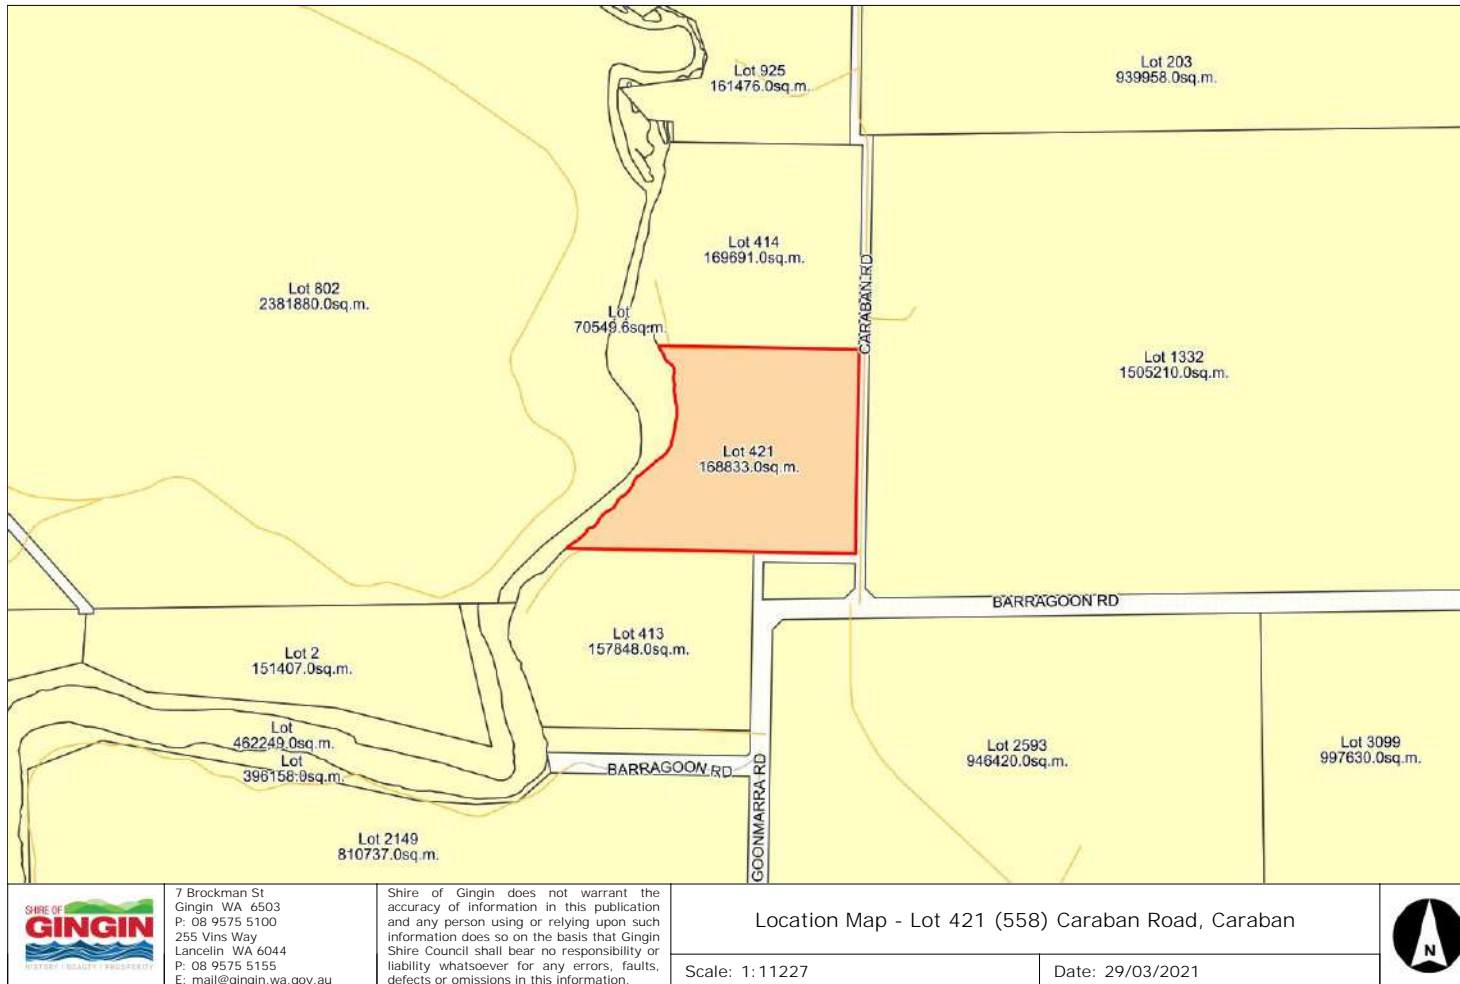 Lot 925
161476.0sq.m.
Lot 203
939958.0sq.m.
Lot 414
169691.0sq.m.
CARABAN RD
Lot 802
2381880.0sq.m.
Lot
70549.6sq.m.
Lot 1332
1505210.0sq.m.
Lot 421
168833.0sq.m.
BARRAGOON RD
Lot 413
157848.0sq.m.
Lot 2
151407.0sq.m.
Lot
462249.0sq.m.
Lot
396158.0sq.m.
BARRAGOON RD
GOONMARRA RD
Lot 2593
946420.0sq.m.
Lot 3099
997630.0sq.m.
Lot 2149
810737.0sq.m.
SHIRE OF
GINGIN
HISTORY | BEAUTY | PROSPERITY
7 Brockman St
Gingin WA 6503
P: 08 9575 5100
255 Vins Way
Lancelin WA 6044
P: 08 9575 5155
E: mail@gingin.wa.gov.au
Shire of Gingin does not warrant the
accuracy of information in this publication
and any person using or relying upon such
information does so on the basis that Gingin
Shire Council shall bear no responsibility or
liability whatsoever for any errors, faults,
defects or omissions in this information.
Location Map - Lot 421 (558) Caraban Road, Caraban
Scale: 1:11227
Date: 29/03/2021
N